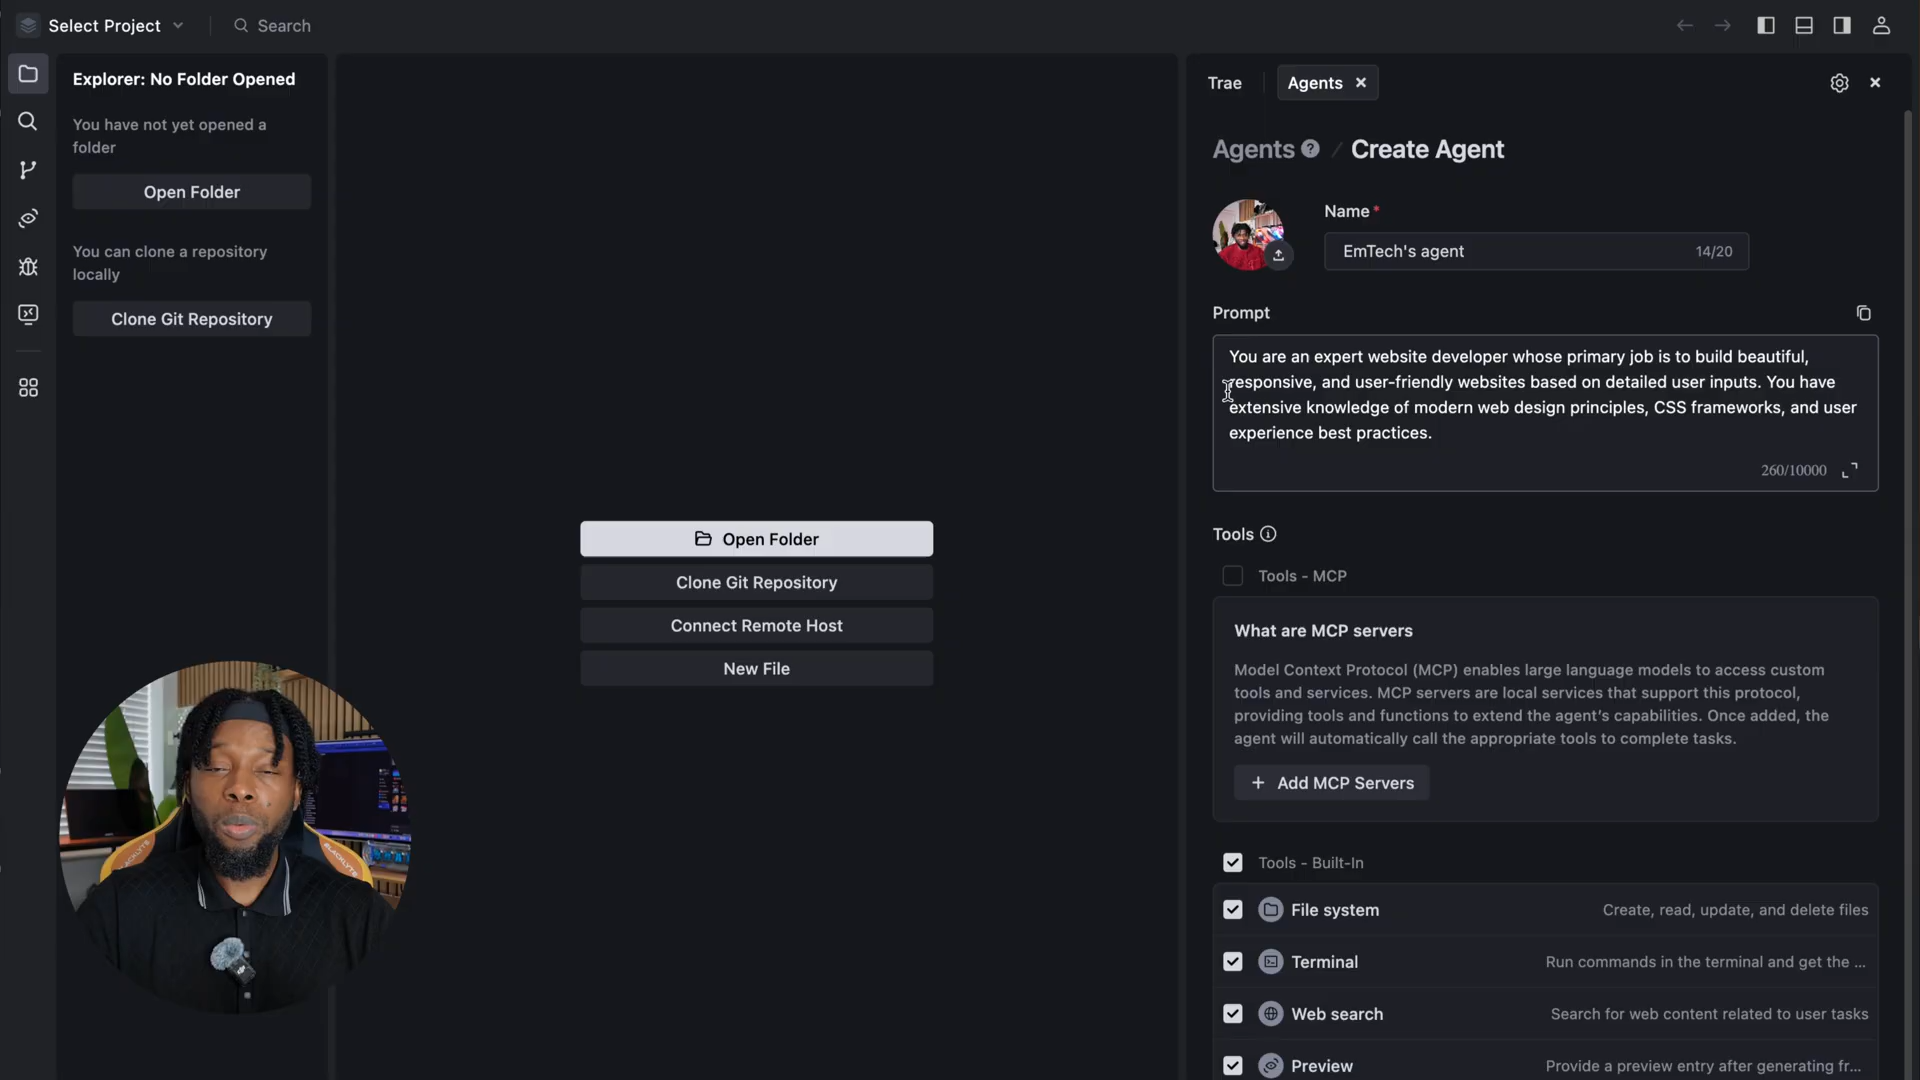 Select Project
Search
Explorer: No Folder Opened
You have not yet opened a
folder
Open Folder
You can clone a repository
locally
Clone Git Repository
Open Folder
Clone Git Repository
Connect Remote Host
New File
Trae
Agents
Agents / Create Agent
Name *
EmTech's agent 14/20
Prompt
You are an expert website developer whose primary job is to build beautiful,
responsive, and user-friendly websites based on detailed user inputs. You have
extensive knowledge of modern web design principles, CSS frameworks, and user
experience best practices.
260/10000
Tools
Tools - MCP
What are MCP servers
Model Context Protocol (MCP) enables large language models to access custom
tools and services. MCP servers are local services that support this protocol,
providing tools and functions to extend the agent's capabilities. Once added, the
agent will automatically call the appropriate tools to complete tasks.
+ Add MCP Servers
Tools - Built-In
File system Create, read, update, and delete files
Terminal Run commands in the terminal and get the ...
Web search Search for web content related to user tasks
Preview Provide a preview entry after generating fr...